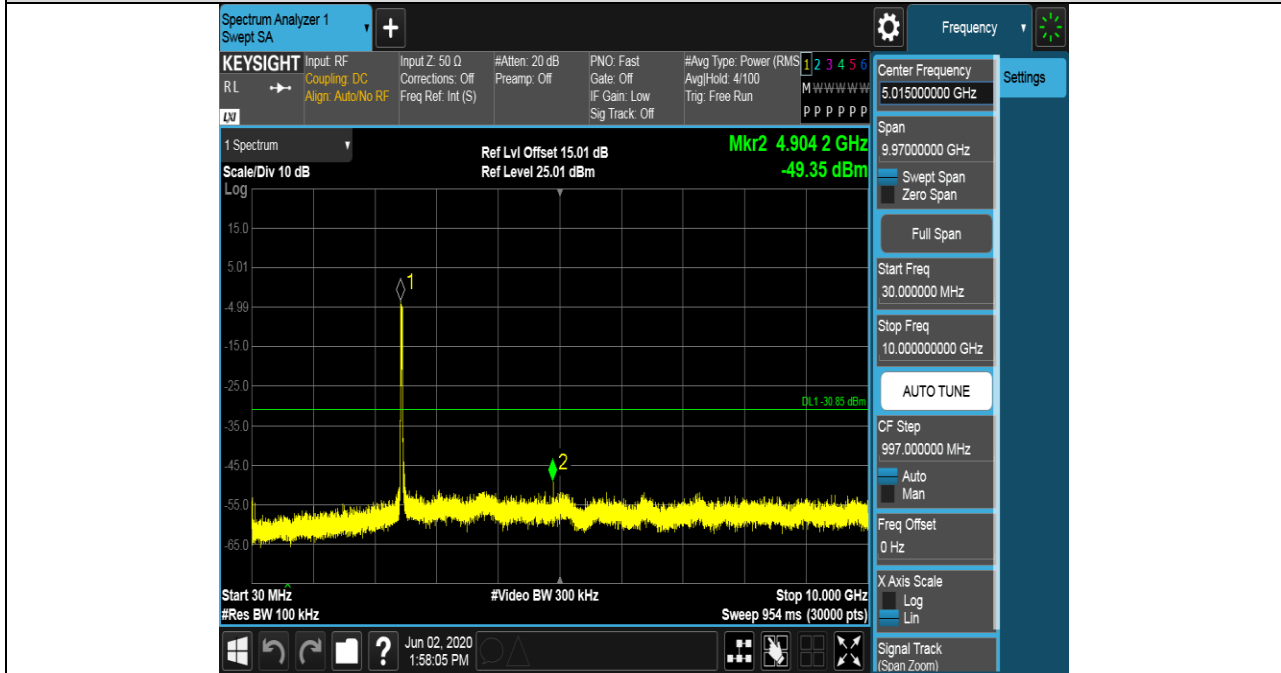 Spectrum Analyzer 1
Swept SA
+
Frequency
KEYSIGHT
RL
LXI
Input: RF
Coupling: DC
Align: Auto/No RF
Input Z: 50 Ω
Corrections: Off
Freq Ref: Int (S)
#Atten: 20 dB
Preamp: Off
PNO: Fast
Gate: Off
IF Gain: Low
Sig Track: Off
#Avg Type: Power (RMS
Avg|Hold: 4/100
Trig: Free Run
1 2 3 4 5 6
M W W W W W
P P P P P P
Center Frequency
5.015000000 GHz
Settings
1 Spectrum
Ref Lvl Offset 15.01 dB
Mkr2 4.904 2 GHz
Scale/Div 10 dB
Ref Level 25.01 dBm
-49.35 dBm
Log
15.0
5.01
-4.99
-15.0
-25.0
-35.0
-45.0
-55.0
-65.0
1
2
DL1 -30.85 dBm
Start 30 MHz
#Video BW 300 kHz
Stop 10.000 GHz
#Res BW 100 kHz
Sweep 954 ms (30000 pts)
Span
9.97000000 GHz
Swept Span
Zero Span
Full Span
Start Freq
30.000000 MHz
Stop Freq
10.000000000 GHz
AUTO TUNE
CF Step
997.000000 MHz
Auto
Man
Freq Offset
0 Hz
X Axis Scale
Log
Lin
Signal Track
(Span Zoom)
?
Jun 02, 2020
1:58:05 PM